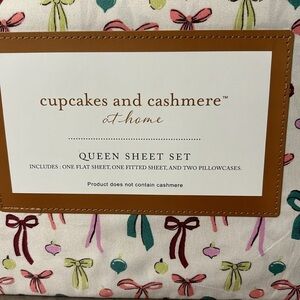 cupcakes and cashmere™
at home
QUEEN SHEET SET
INCLUDES: ONE FLAT SHEET, ONE FITTED SHEET, AND TWO PILLOWCASES.
Product does not contain cashmere